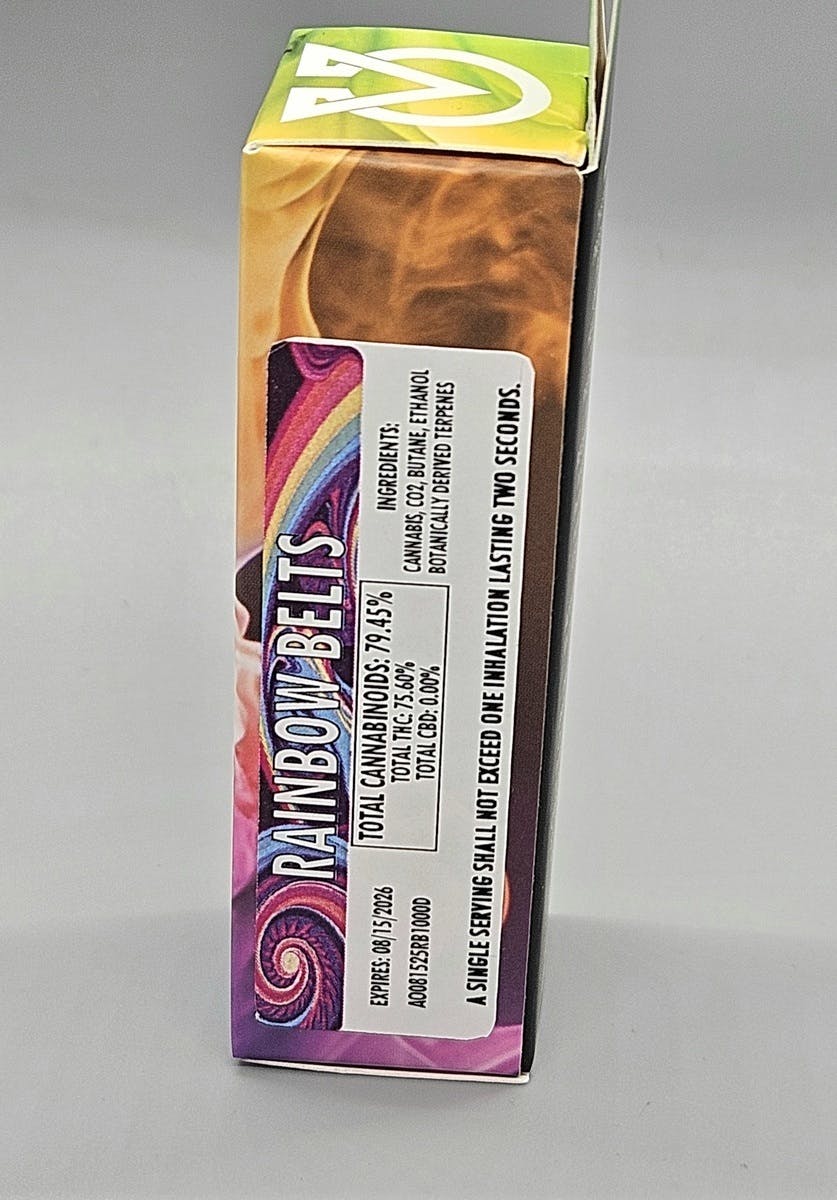 RAINBOW BELTS
EXPIRES: 08/15/2026
A0081525RB1000D
TOTAL CANNABINOIDS: 79.45%
TOTAL THC: 75.60%
TOTAL CBD: 0.00%
INGREDIENTS:
CANNABIS, CO2, BUTANE, ETHANOL
BOTANICALLY DERIVED TERPENES
A SINGLE SERVING SHALL NOT EXCEED ONE INHALATION LASTING TWO SECONDS.